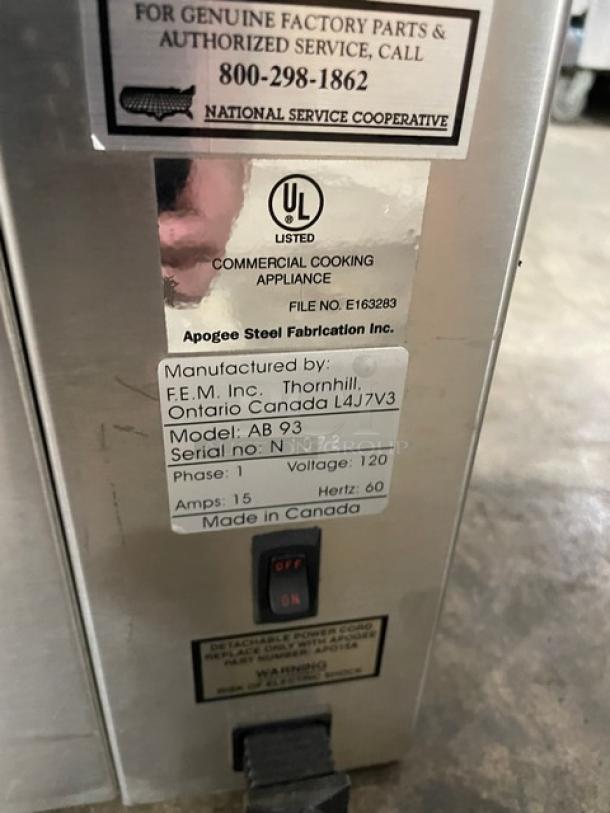 FOR GENUINE FACTORY PARTS &
AUTHORIZED SERVICE, CALL
800-298-1862
NATIONAL SERVICE COOPERATIVE
UL
®
LISTED
COMMERCIAL COOKING
APPLIANCE
FILE NO. E163283
Apogee Steel Fabrication Inc.
Manufactured by:
F.E.M. Inc. Thornhill,
Ontario Canada L4J7V3
Model: AB 93
Serial no: N
Phase: 1 Voltage: 120
Amps: 15 Hertz: 60
Made in Canada
OFF
ON
DETACHABLE POWER CORD
REPLACE ONLY WITH APOGEE
PART NUMBER: APO15A
WARNING
RISK OF ELECTRIC SHOCK